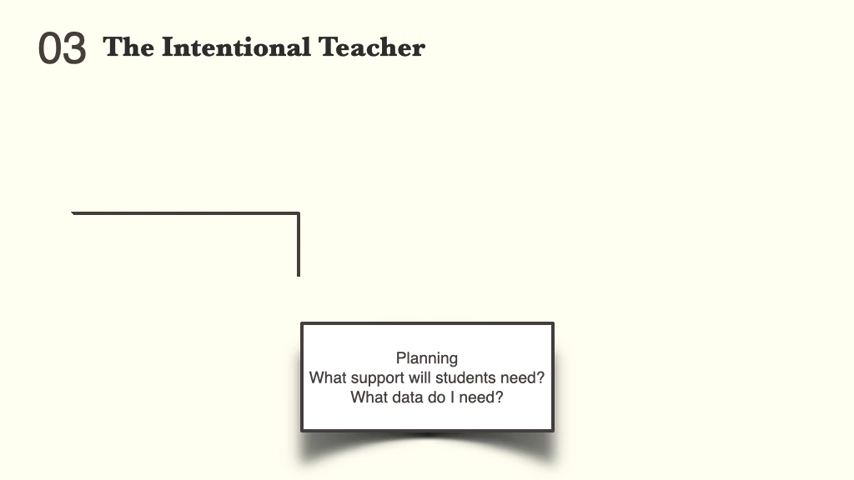 03 The Intentional Teacher
Planning
What support will students need?
What data do I need?